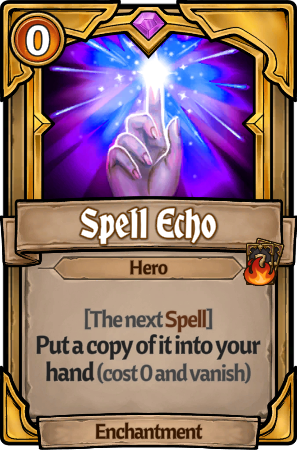 0
Spell Echo
Hero
[The next Spell]
Put a copy of it into your
hand (cost 0 and vanish)
Enchantment